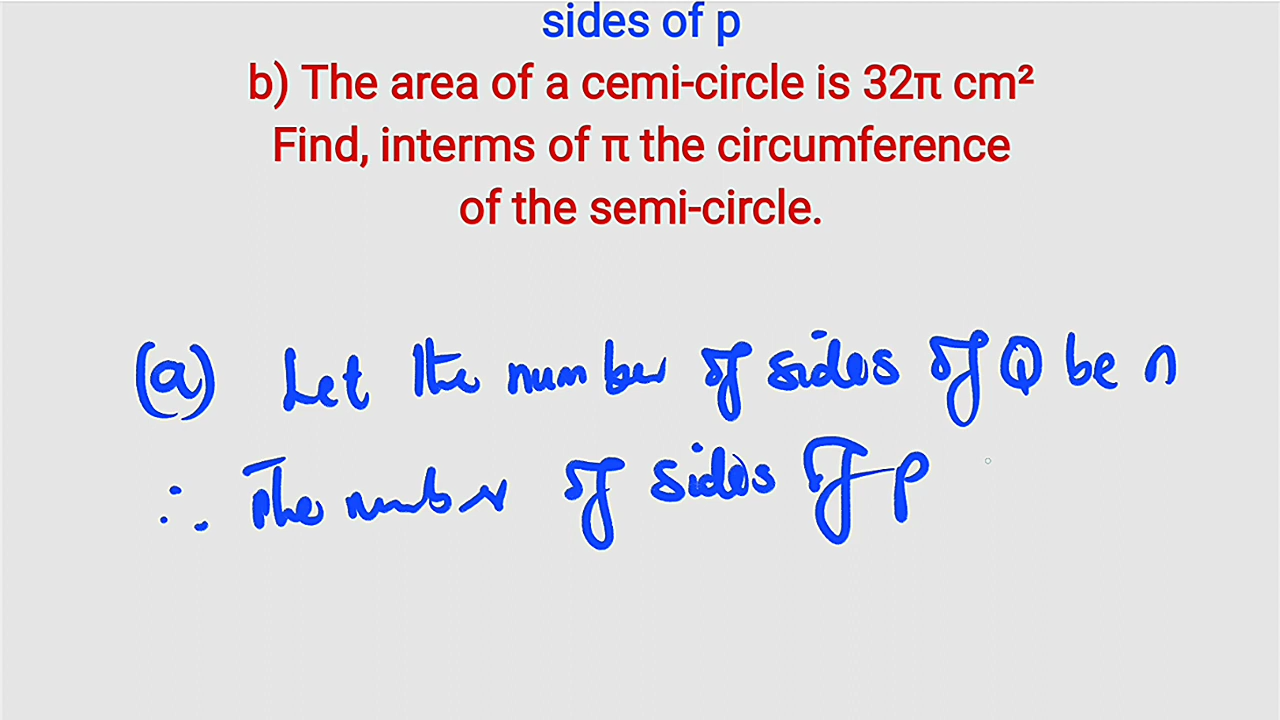 sides of p
b) The area of a cemi-circle is 32π cm²
Find, interms of π the circumference
of the semi-circle.
(a) Let the number of sides of Q be n
∴ The number of sides of p